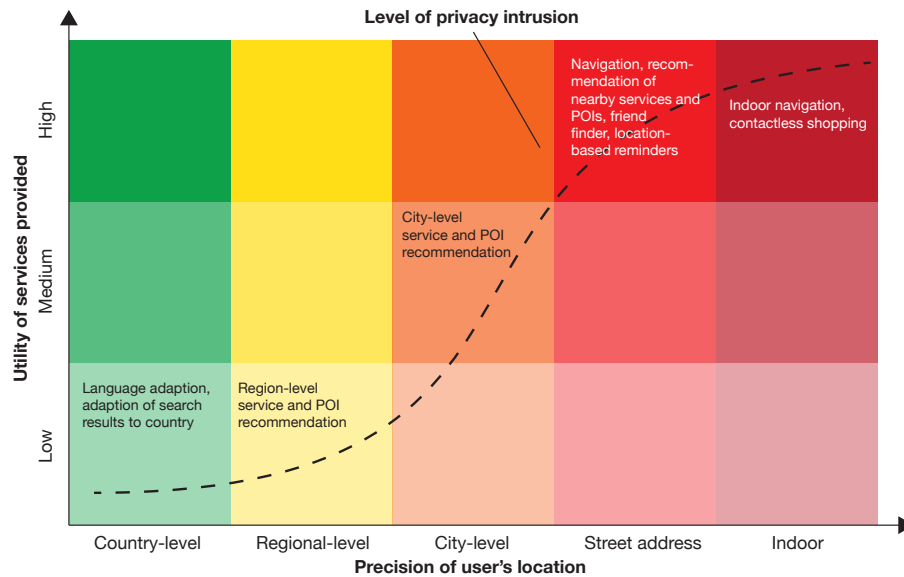 Level of privacy intrusion
Utility of services provided
High
Medium
Low
Navigation, recom-
mendation of
nearby services and
POIs, friend
finder, location-
based reminders
Indoor navigation,
contactless shopping
City-level
service and POI
recommendation
Language adaption,
adaption of search
results to country
Region-level
service and POI
recommendation
Country-level
Regional-level
City-level
Street address
Indoor
Precision of user's location